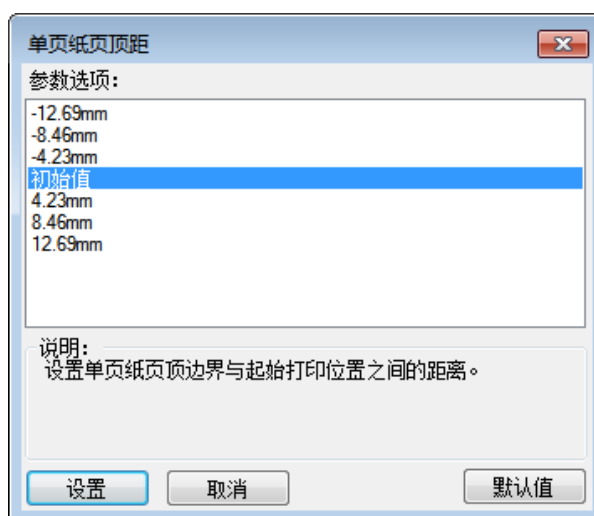 单页纸页顶距
参数选项：
-12.69mm
-8.46mm
-4.23mm
初始值
4.23mm
8.46mm
12.69mm
说明：
设置单页纸页顶边界与起始打印位置之间的距离。
设置 取消 默认值